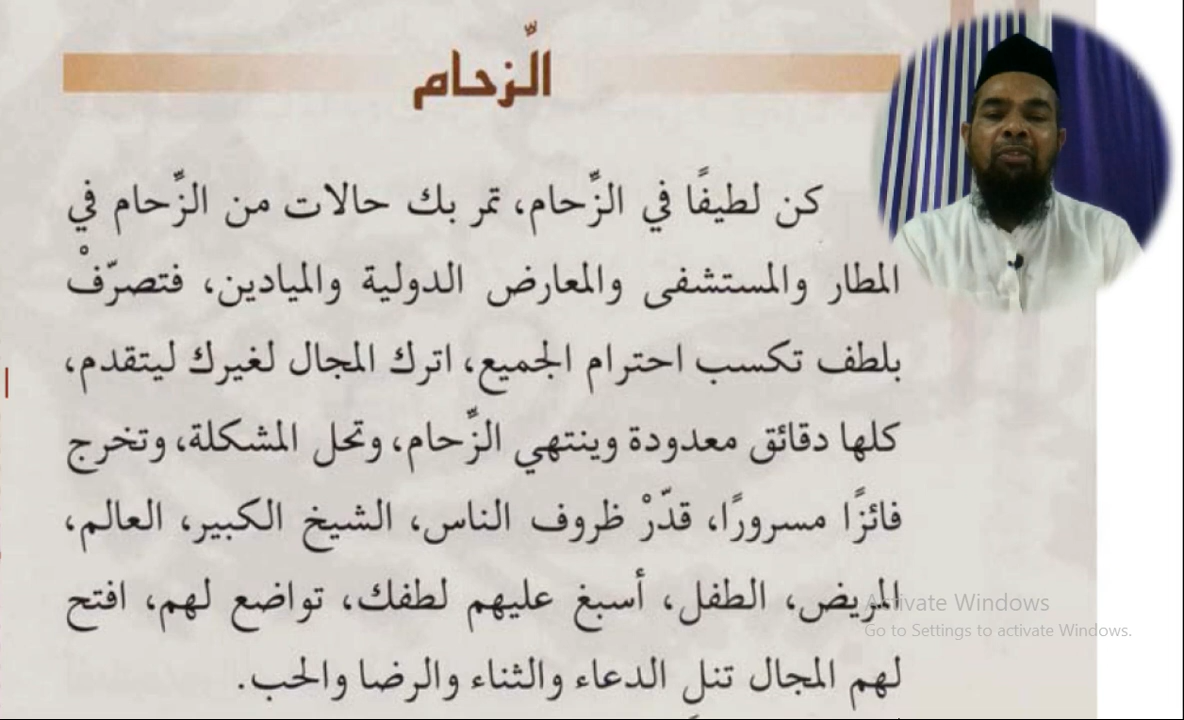 الزّحام
كن لطيفًا في الزِّحام، تمر بك حالات من الزِّحام في
المطار والمستشفى والمعارض الدولية والميادين، فتصرّفْ
بلطف تكسب احترام الجميع، اترك المجال لغيرك ليتقدم،
كلها دقائق معدودة وينتهي الزِّحام، وتحل المشكلة، وتخرج
فائزًا مسرورًا، قدّرْ ظروف الناس، الشيخ الكبير، العالم،
المريض، الطفل، أسبغ عليهم لطفك، تواضع لهم، افتح
لهم المجال تنل الدعاء والثناء والرضا والحب.
Activate Windows
Go to Settings to activate Windows.